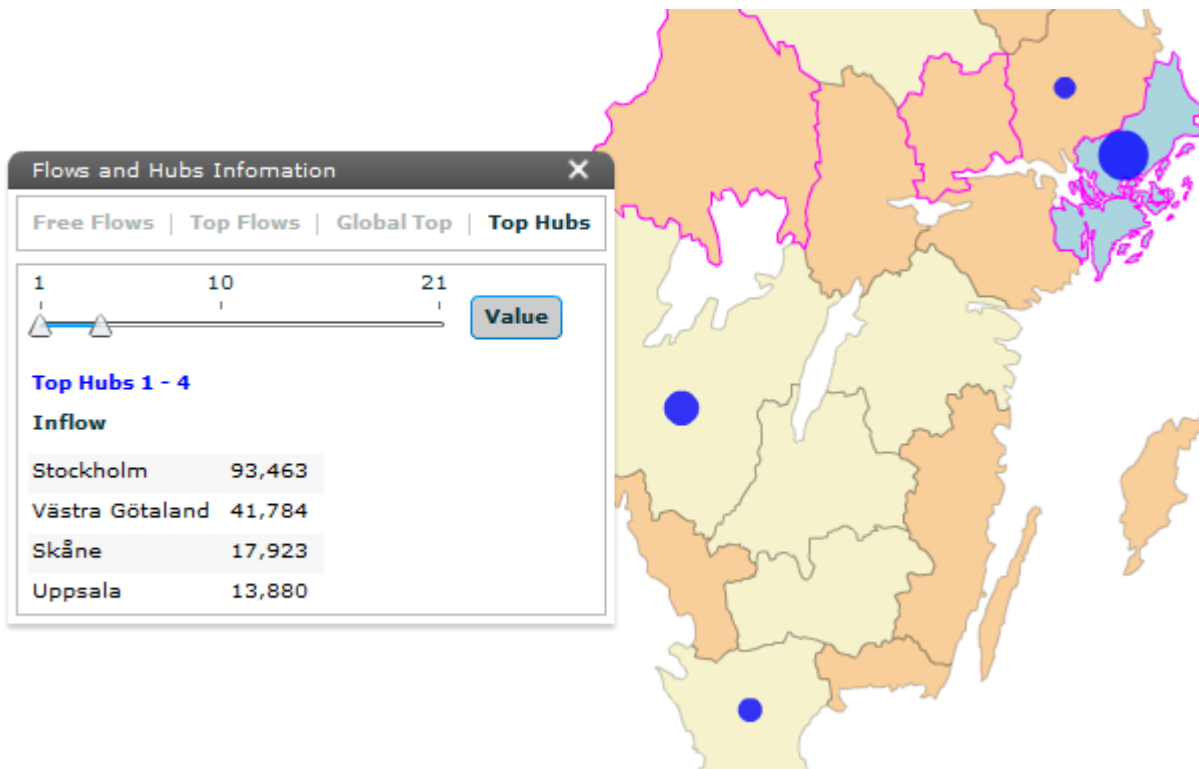 Flows and Hubs Infomation
Free Flows | Top Flows | Global Top | Top Hubs
1 10 21
Value
Top Hubs 1 - 4
Inflow
Stockholm 93,463
Västra Götaland 41,784
Skåne 17,923
Uppsala 13,880